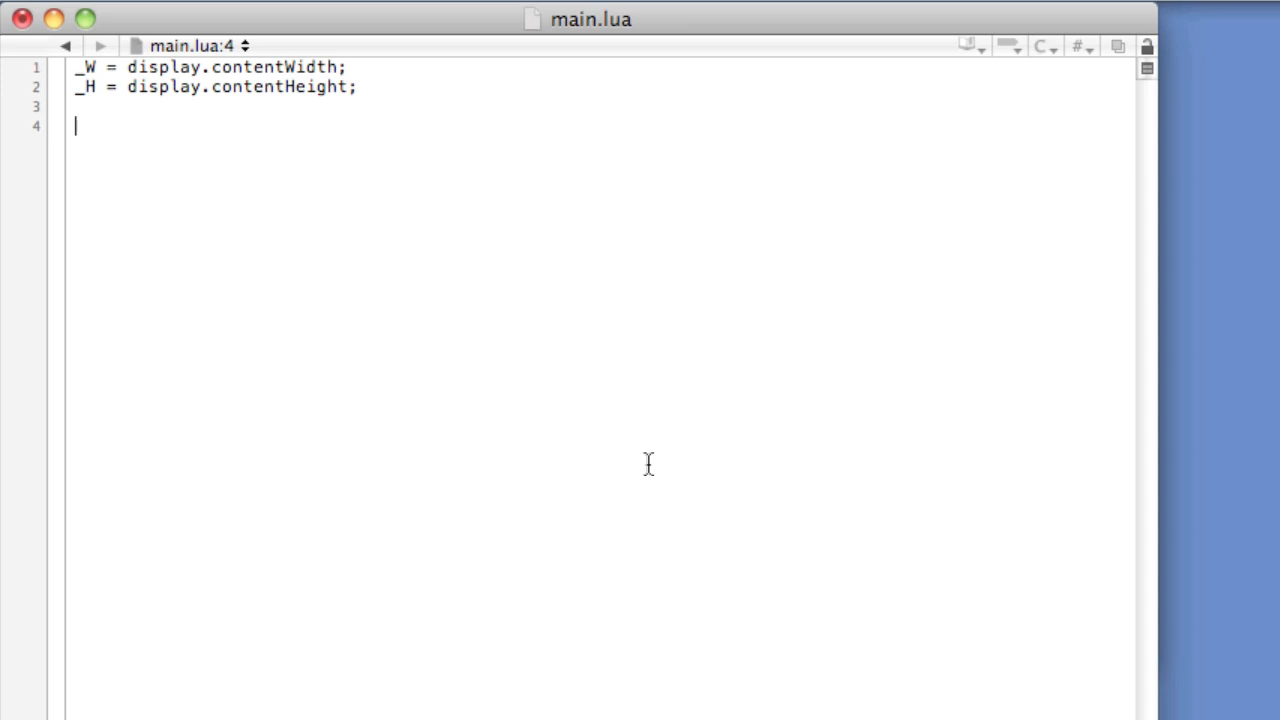 main.lua
main.lua:4
C
#
1 _W = display.contentWidth;
2 _H = display.contentHeight;
3
4